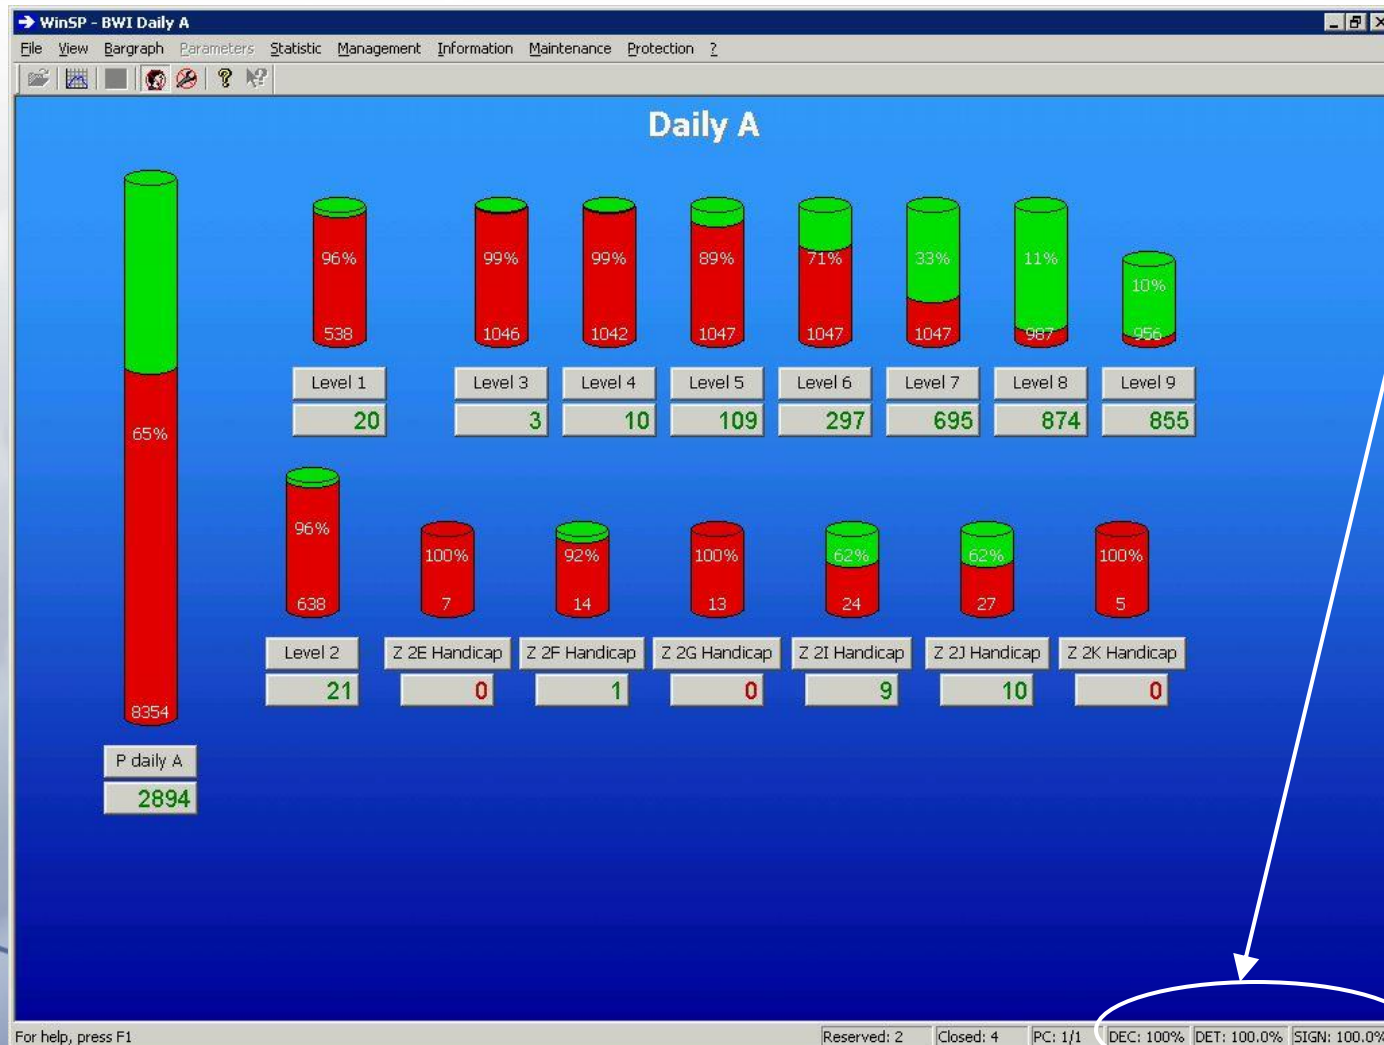 WinSP - BWI Daily A
File View Bargraph Parameters Statistic Management Information Maintenance Protection ?
Daily A
96% 99% 99% 89% 71% 33% 11% 10%
538 1046 1042 1047 1047 1047 987 956
Level 1 Level 3 Level 4 Level 5 Level 6 Level 7 Level 8 Level 9
20 3 10 109 297 695 874 855
65%
96% 100% 92% 100% 62% 62% 100%
638 7 14 13 24 27 5
Level 2 Z 2E Handicap Z 2F Handicap Z 2G Handicap Z 2I Handicap Z 2J Handicap Z 2K Handicap
21 0 1 0 9 10 0
8354
P daily A
2894
For help, press F1 Reserved: 2 Closed: 4 PC: 1/1 DEC: 100% DET: 100.0% SIGN: 100.0%